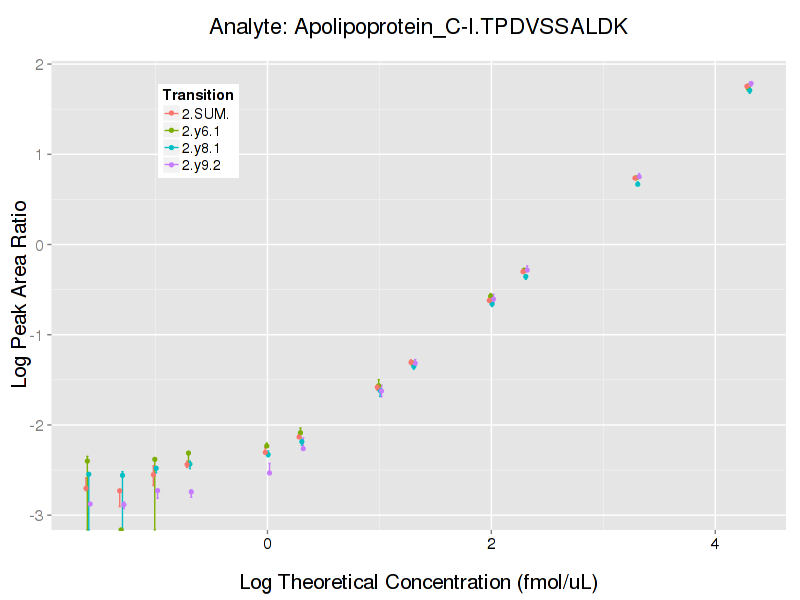 Analyte: Apolipoprotein_C-I.TPDVSSALDK
Transition
2.SUM.
2.y6.1
2.y8.1
2.y9.2
Log Peak Area Ratio
2
1
0
-1
-2
-3
0 2 4
Log Theoretical Concentration (fmol/uL)